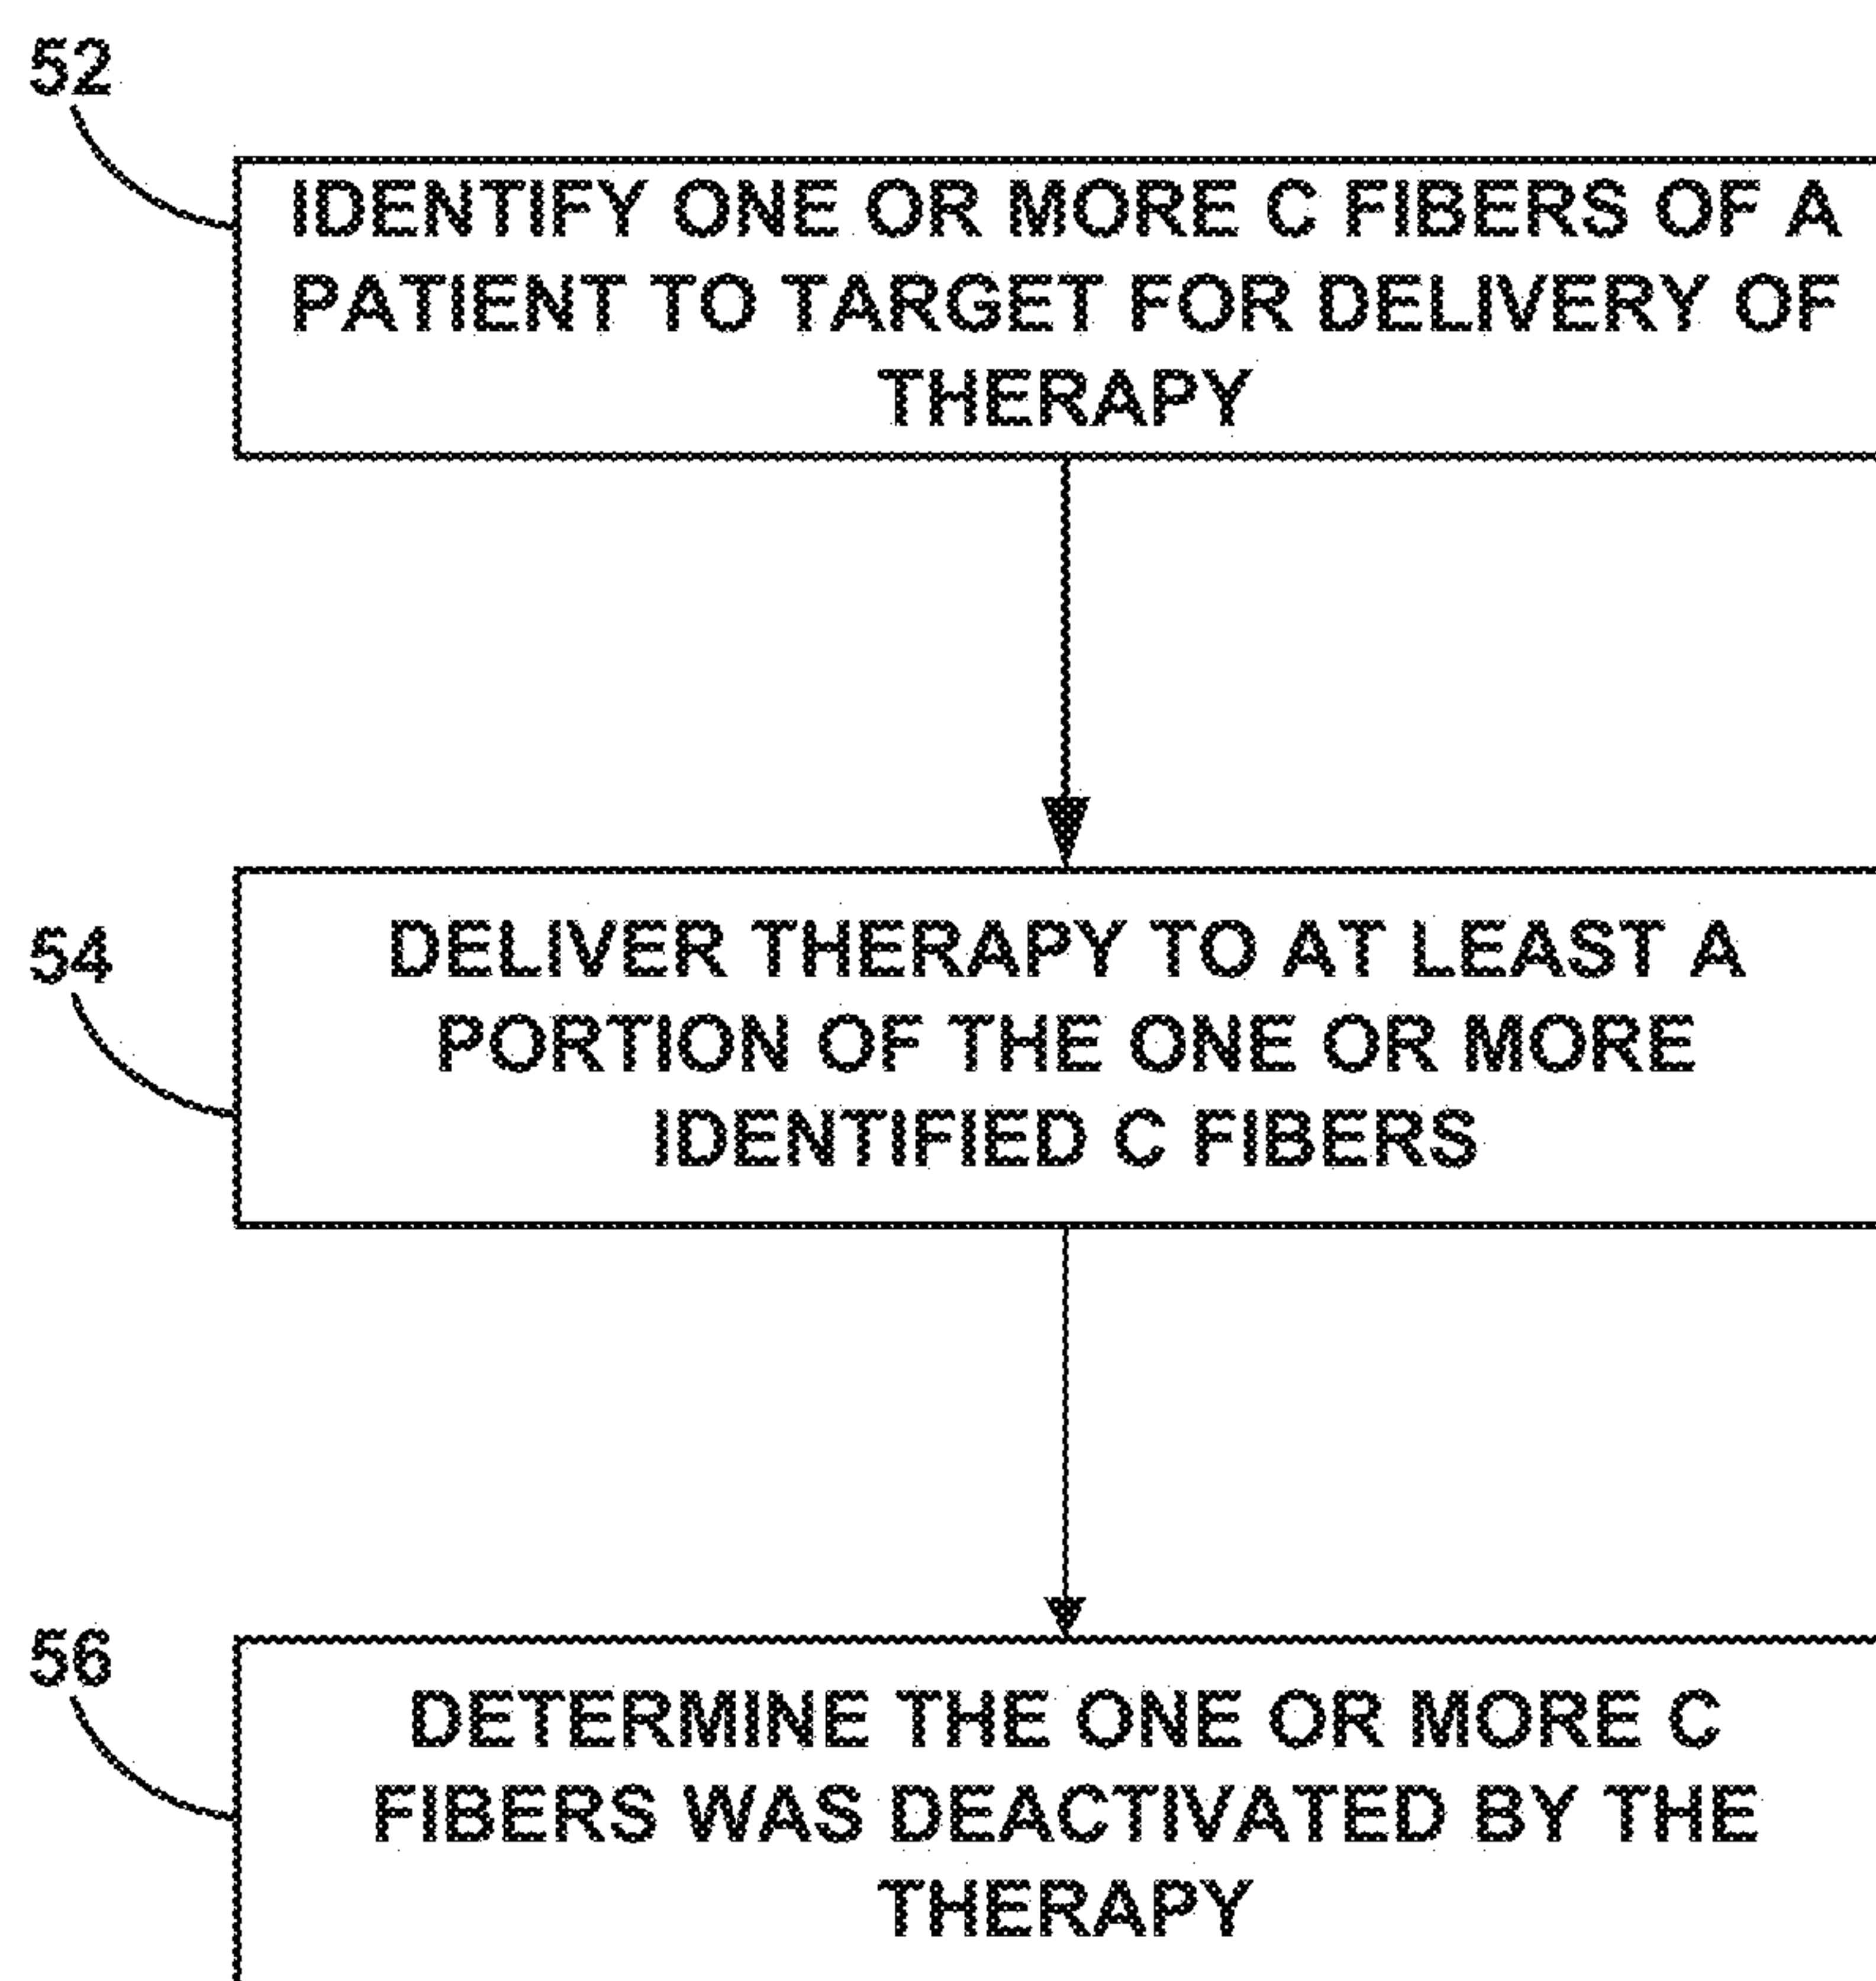 52
IDENTIFY ONE OR MORE C FIBERS OF A
PATIENT TO TARGET FOR DELIVERY OF
THERAPY
54
DELIVER THERAPY TO AT LEAST A
PORTION OF THE ONE OR MORE
IDENTIFIED C FIBERS
56
DETERMINE THE ONE OR MORE C
FIBERS WAS DEACTIVATED BY THE
THERAPY